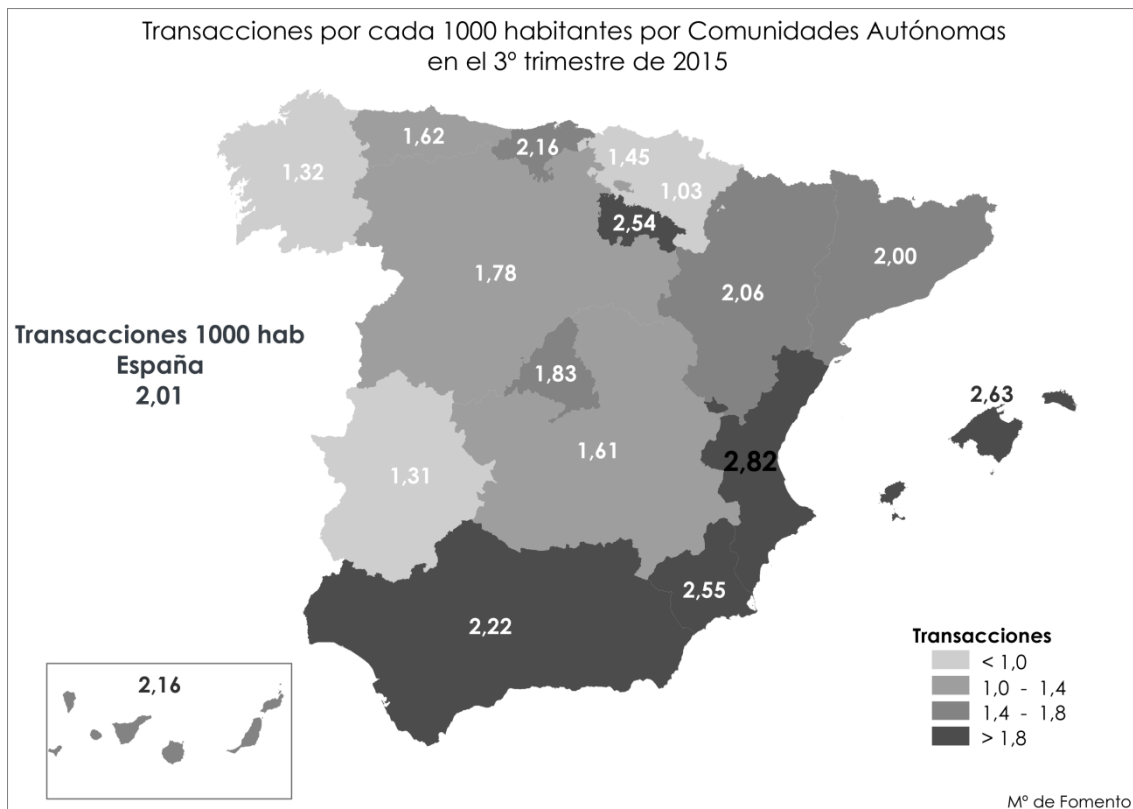 Transacciones por cada 1000 habitantes por Comunidades Autónomas
en el 3º trimestre de 2015
1,62
2,16
1,45
1,32
1,03
2,54
2,00
1,78
2,06
Transacciones 1000 hab
España
2,01
1,83
2,63
1,61
2,82
1,31
2,55
2,22
2,16
Transacciones
< 1,0
1,0 - 1,4
1,4 - 1,8
> 1,8
Mº de Fomento